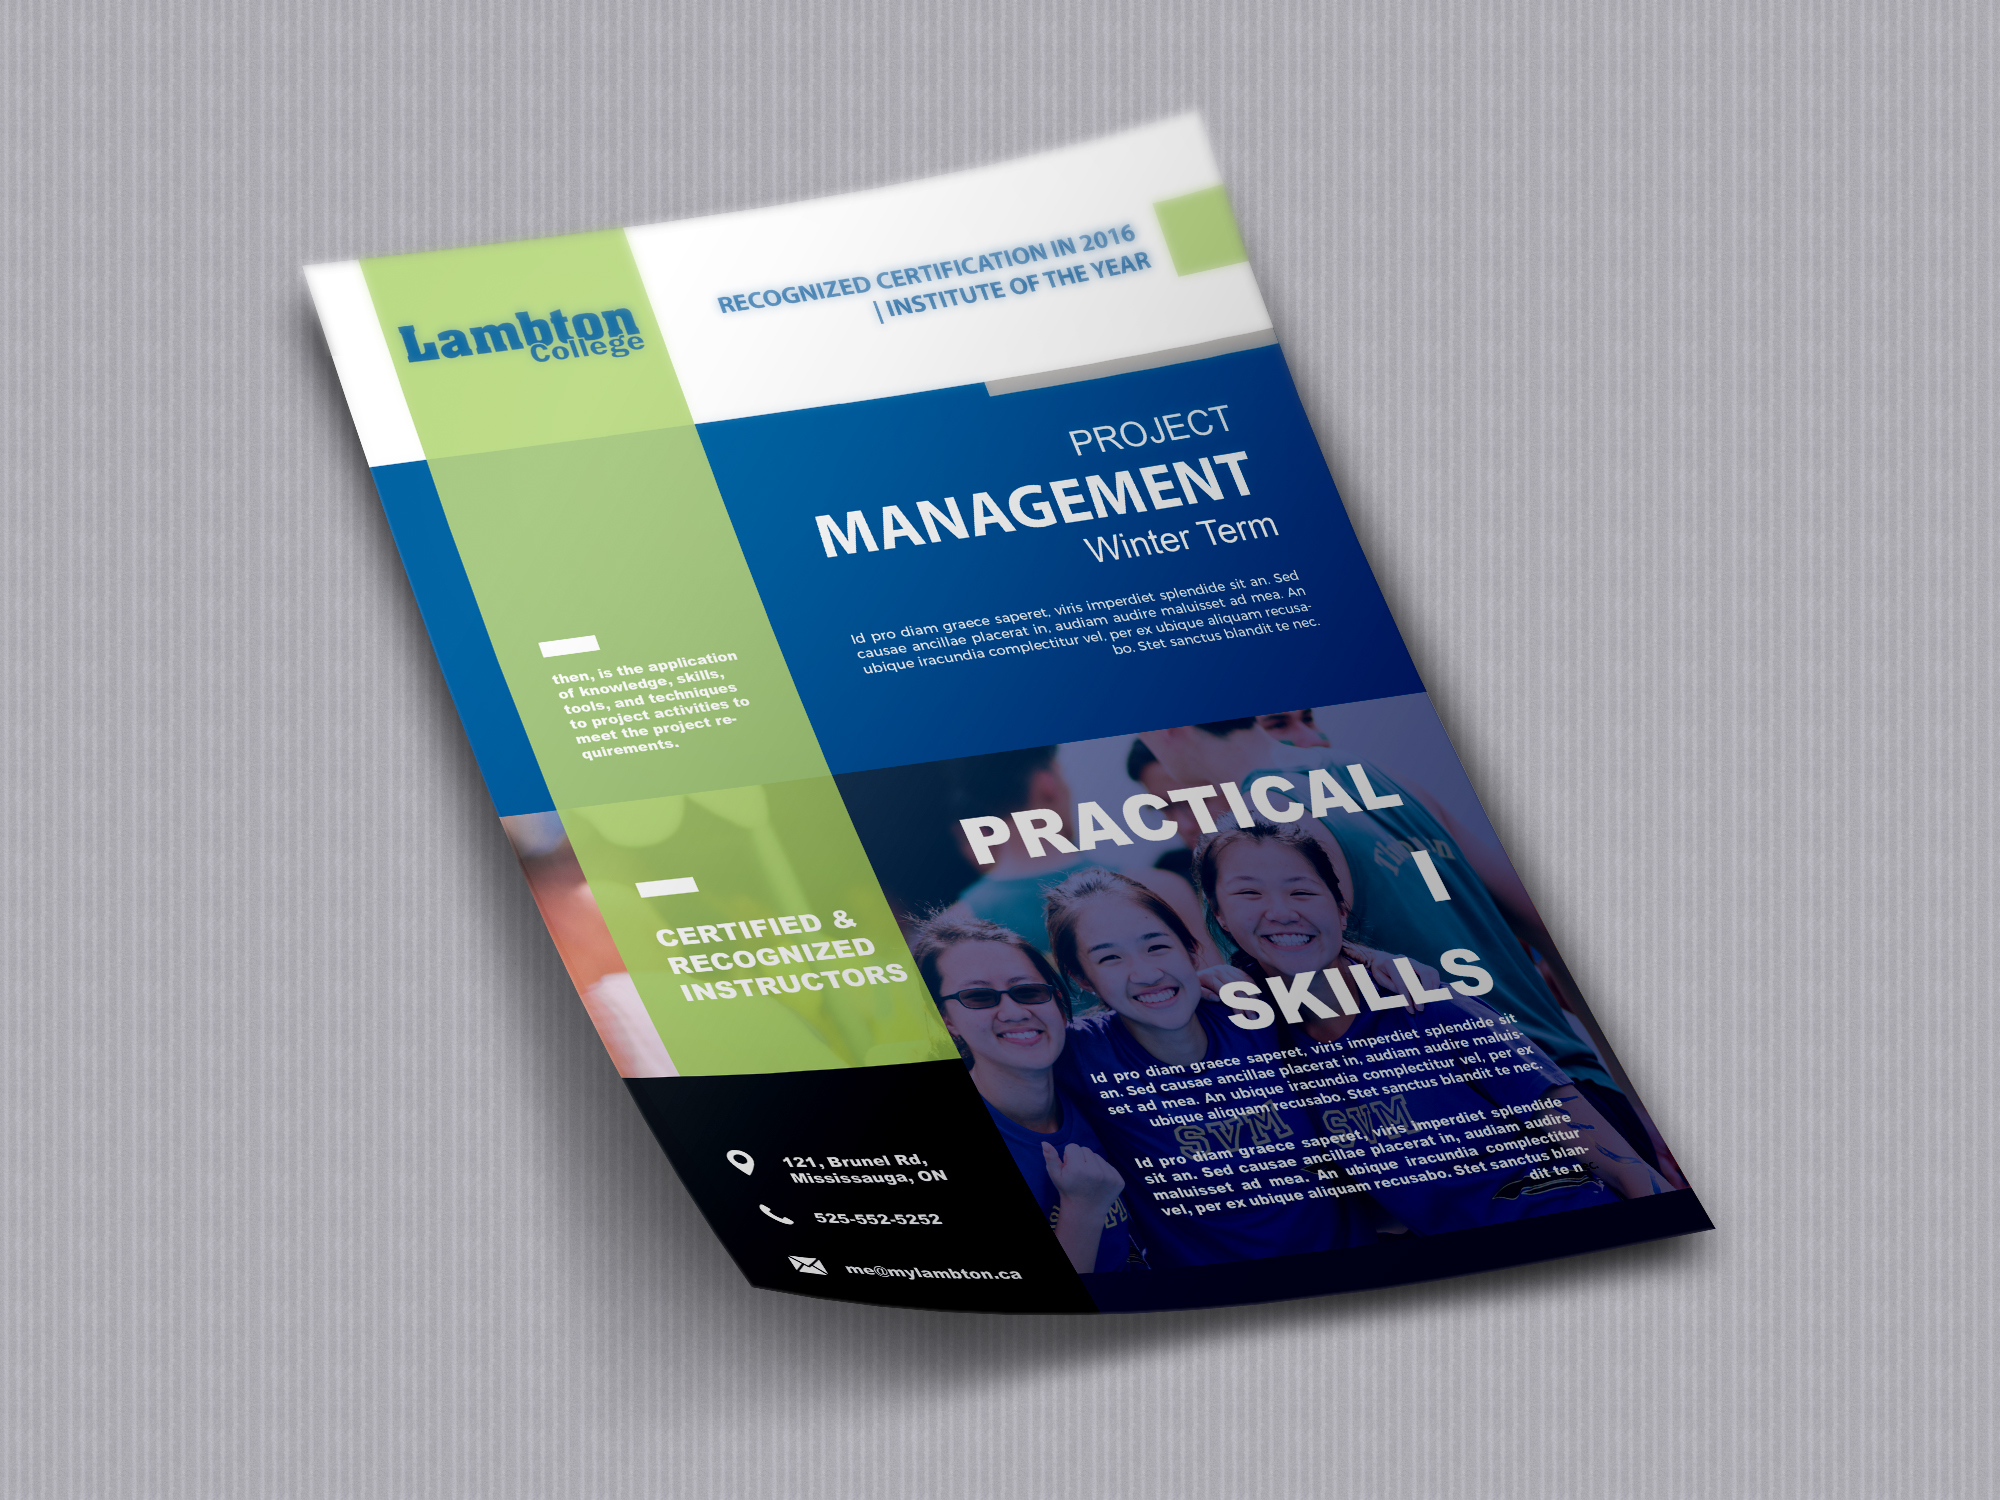 Lambton
College
RECOGNIZED CERTIFICATION IN 2016
| INSTITUTE OF THE YEAR
PROJECT
MANAGEMENT
Winter Term
Id pro diam graece saperet, viris imperdiet splendide sit an. Sed
causae ancillae placerat in, audiam audire maluisset ad mea. An
ubique iracundia complectitur vel, per ex ubique aliquam recusa-
bo. Stet sanctus blandit te nec.
then, is the application
of knowledge, skills,
tools, and techniques
to project activities to
meet the project re-
quirements.
PRACTICAL
I
SKILLS
CERTIFIED &
RECOGNIZED
INSTRUCTORS
Id pro diam graece saperet, viris imperdiet splendide sit
an. Sed causae ancillae placerat in, audiam audire maluis-
set ad mea. An ubique iracundia complectitur vel, per ex
ubique aliquam recusabo. Stet sanctus blandit te nec.
SVM SVM
Id pro diam graece saperet, viris imperdiet splendide
sit an. Sed causae ancillae placerat in, audiam audire
maluisset ad mea. An ubique iracundia complectitur
vel, per ex ubique aliquam recusabo. Stet sanctus blan-
dit te n
121, Brunel Rd,
Mississauga, ON
525-552-5252
me@mylambton.ca